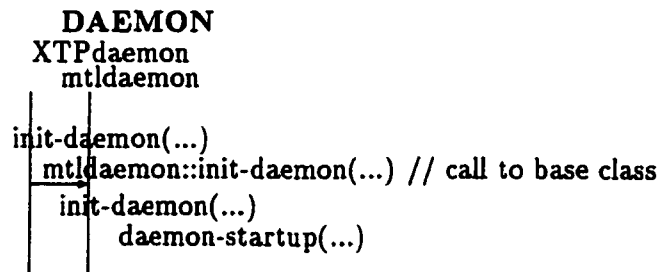 DAEMON
XTPdaemon
mtldaemon
init-daemon(...)
mtldaemon::init-daemon(...) // call to base class
init-daemon(...)
daemon-startup(...)